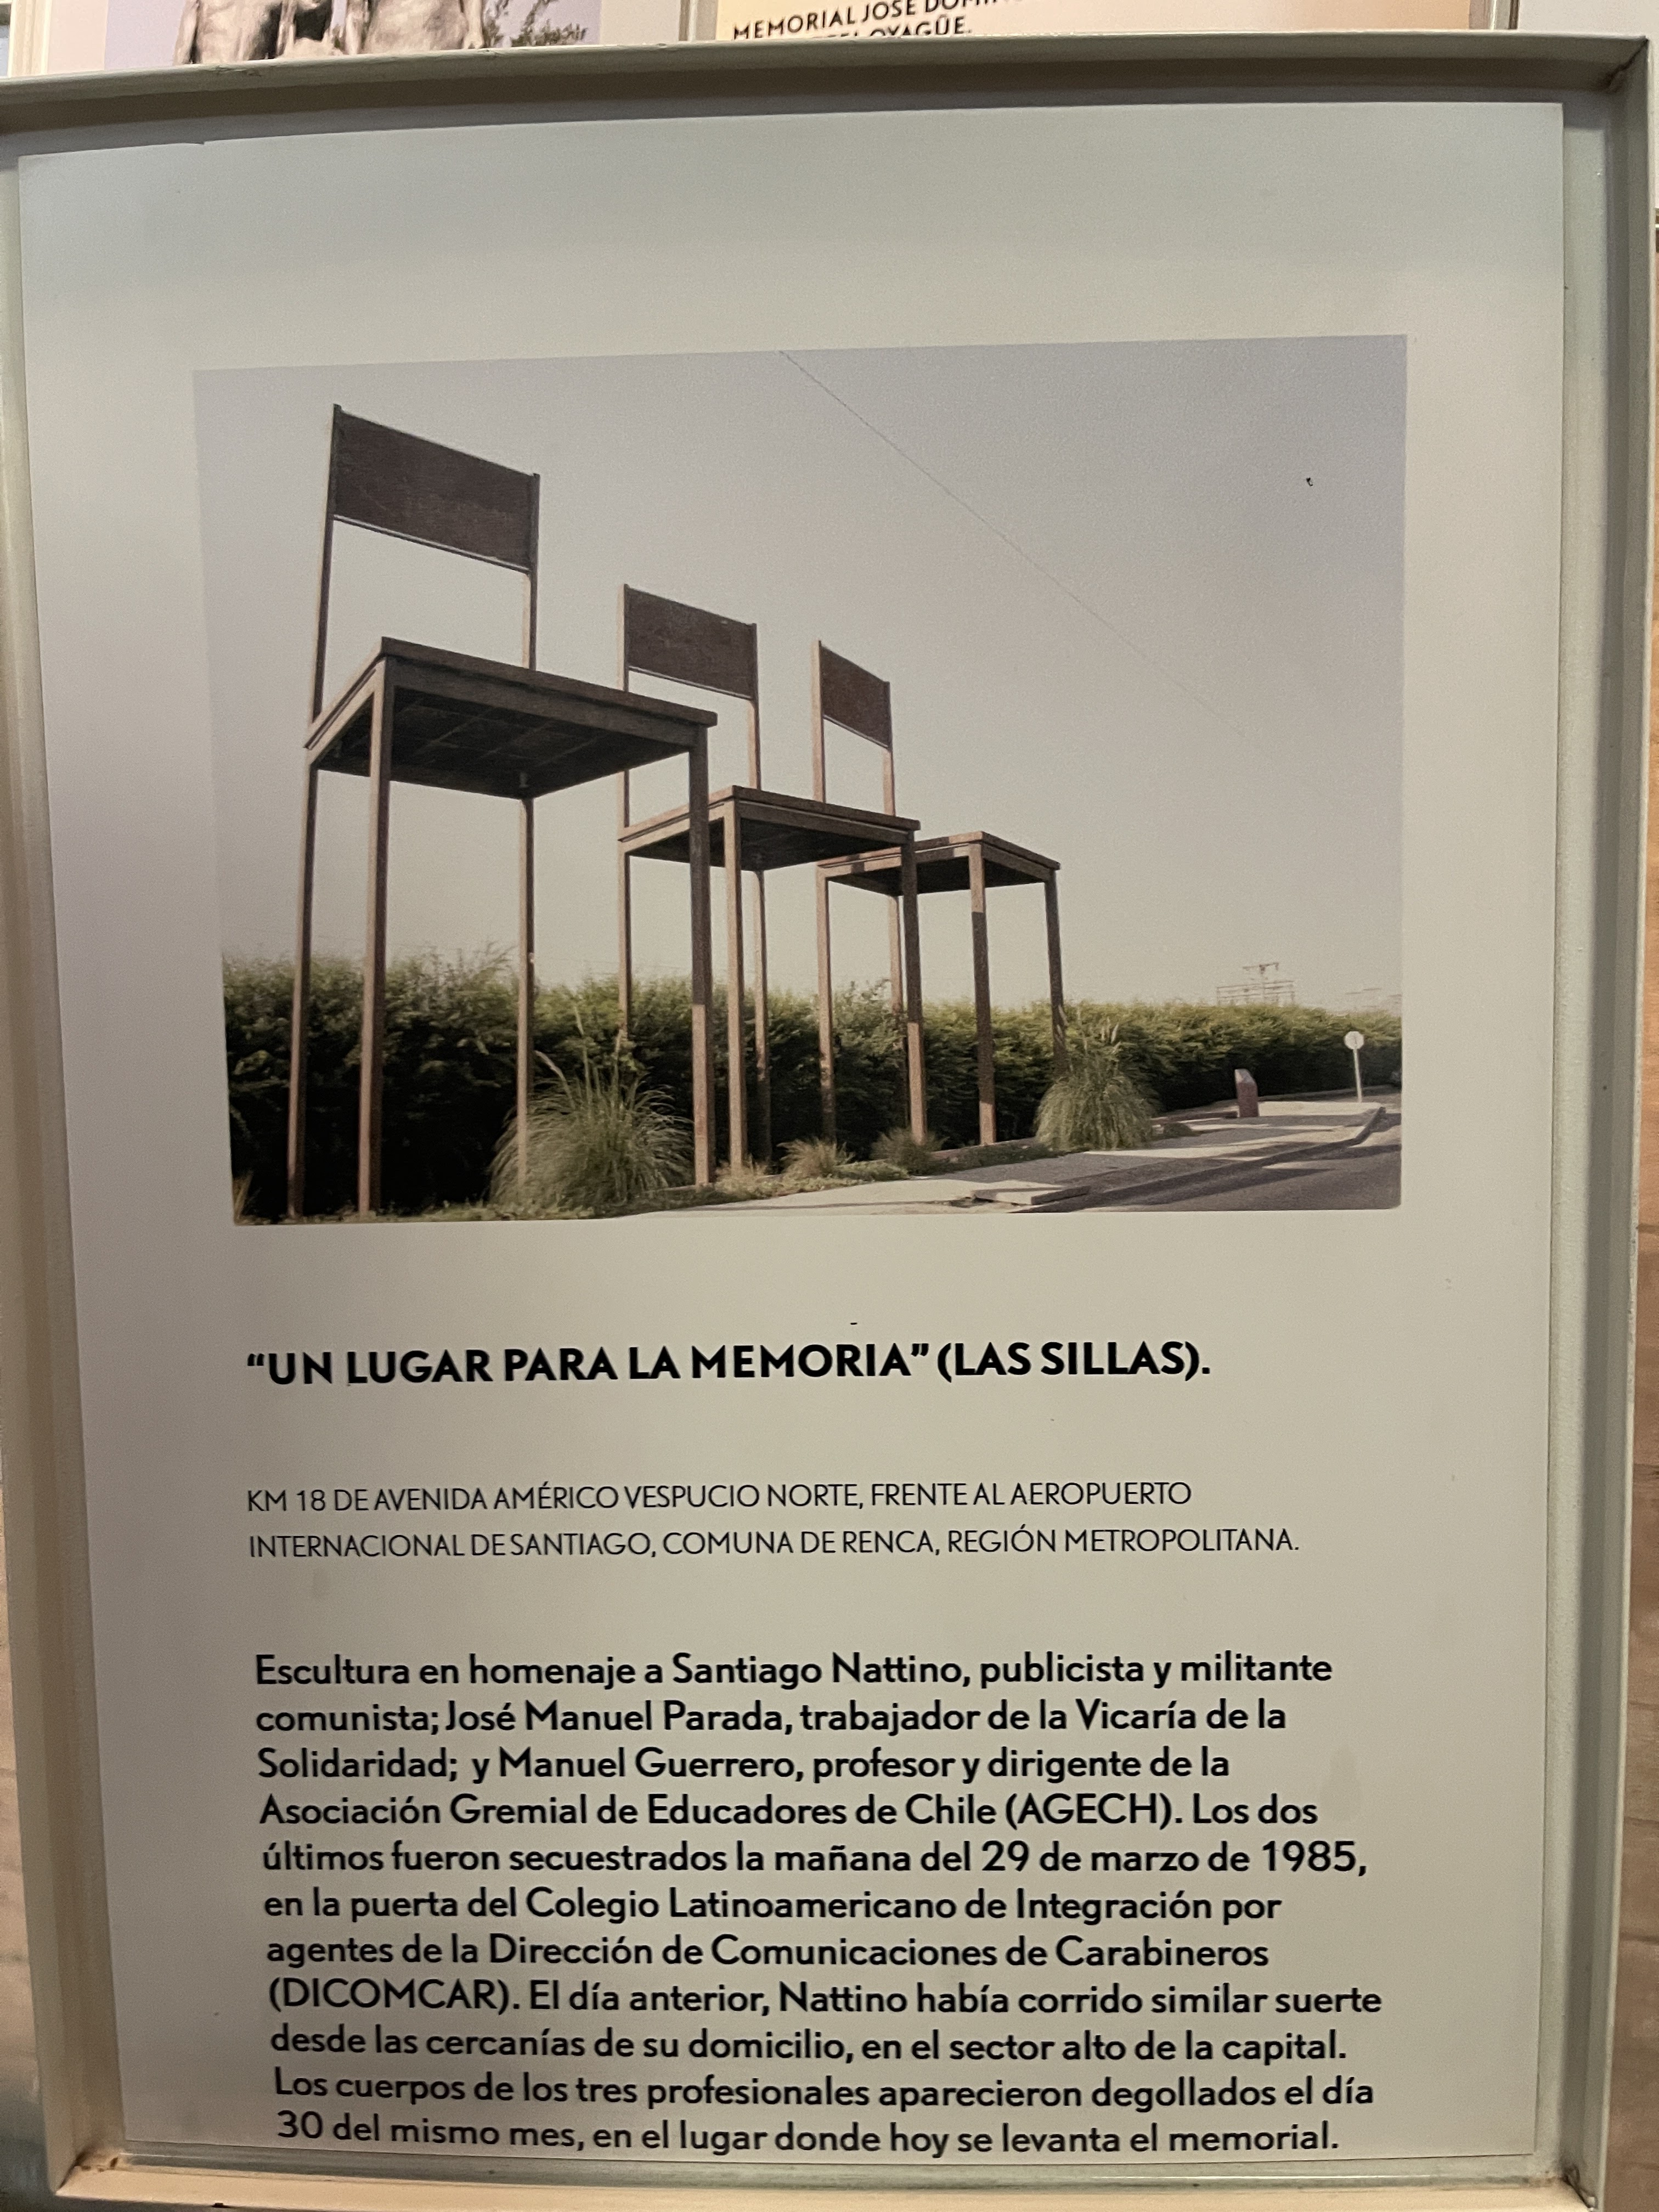 MEMORIAL JOSÉ
OYAGÜE.
“UN LUGAR PARA LA MEMORIA” (LAS SILLAS).
KM 18 DE AVENIDA AMÉRICO VESPUCIO NORTE, FRENTE AL AEROPUERTO
INTERNACIONAL DE SANTIAGO, COMUNA DE RENCA, REGIÓN METROPOLITANA.
Escultura en homenaje a Santiago Nattino, publicista y militante
comunista; José Manuel Parada, trabajador de la Vicaría de la
Solidaridad; y Manuel Guerrero, profesor y dirigente de la
Asociación Gremial de Educadores de Chile (AGECH). Los dos
últimos fueron secuestrados la mañana del 29 de marzo de 1985,
en la puerta del Colegio Latinoamericano de Integración por
agentes de la Dirección de Comunicaciones de Carabineros
(DICOMCAR). El día anterior, Nattino había corrido similar suerte
desde las cercanías de su domicilio, en el sector alto de la capital.
Los cuerpos de los tres profesionales aparecieron degollados el día
30 del mismo mes, en el lugar donde hoy se levanta el memorial.